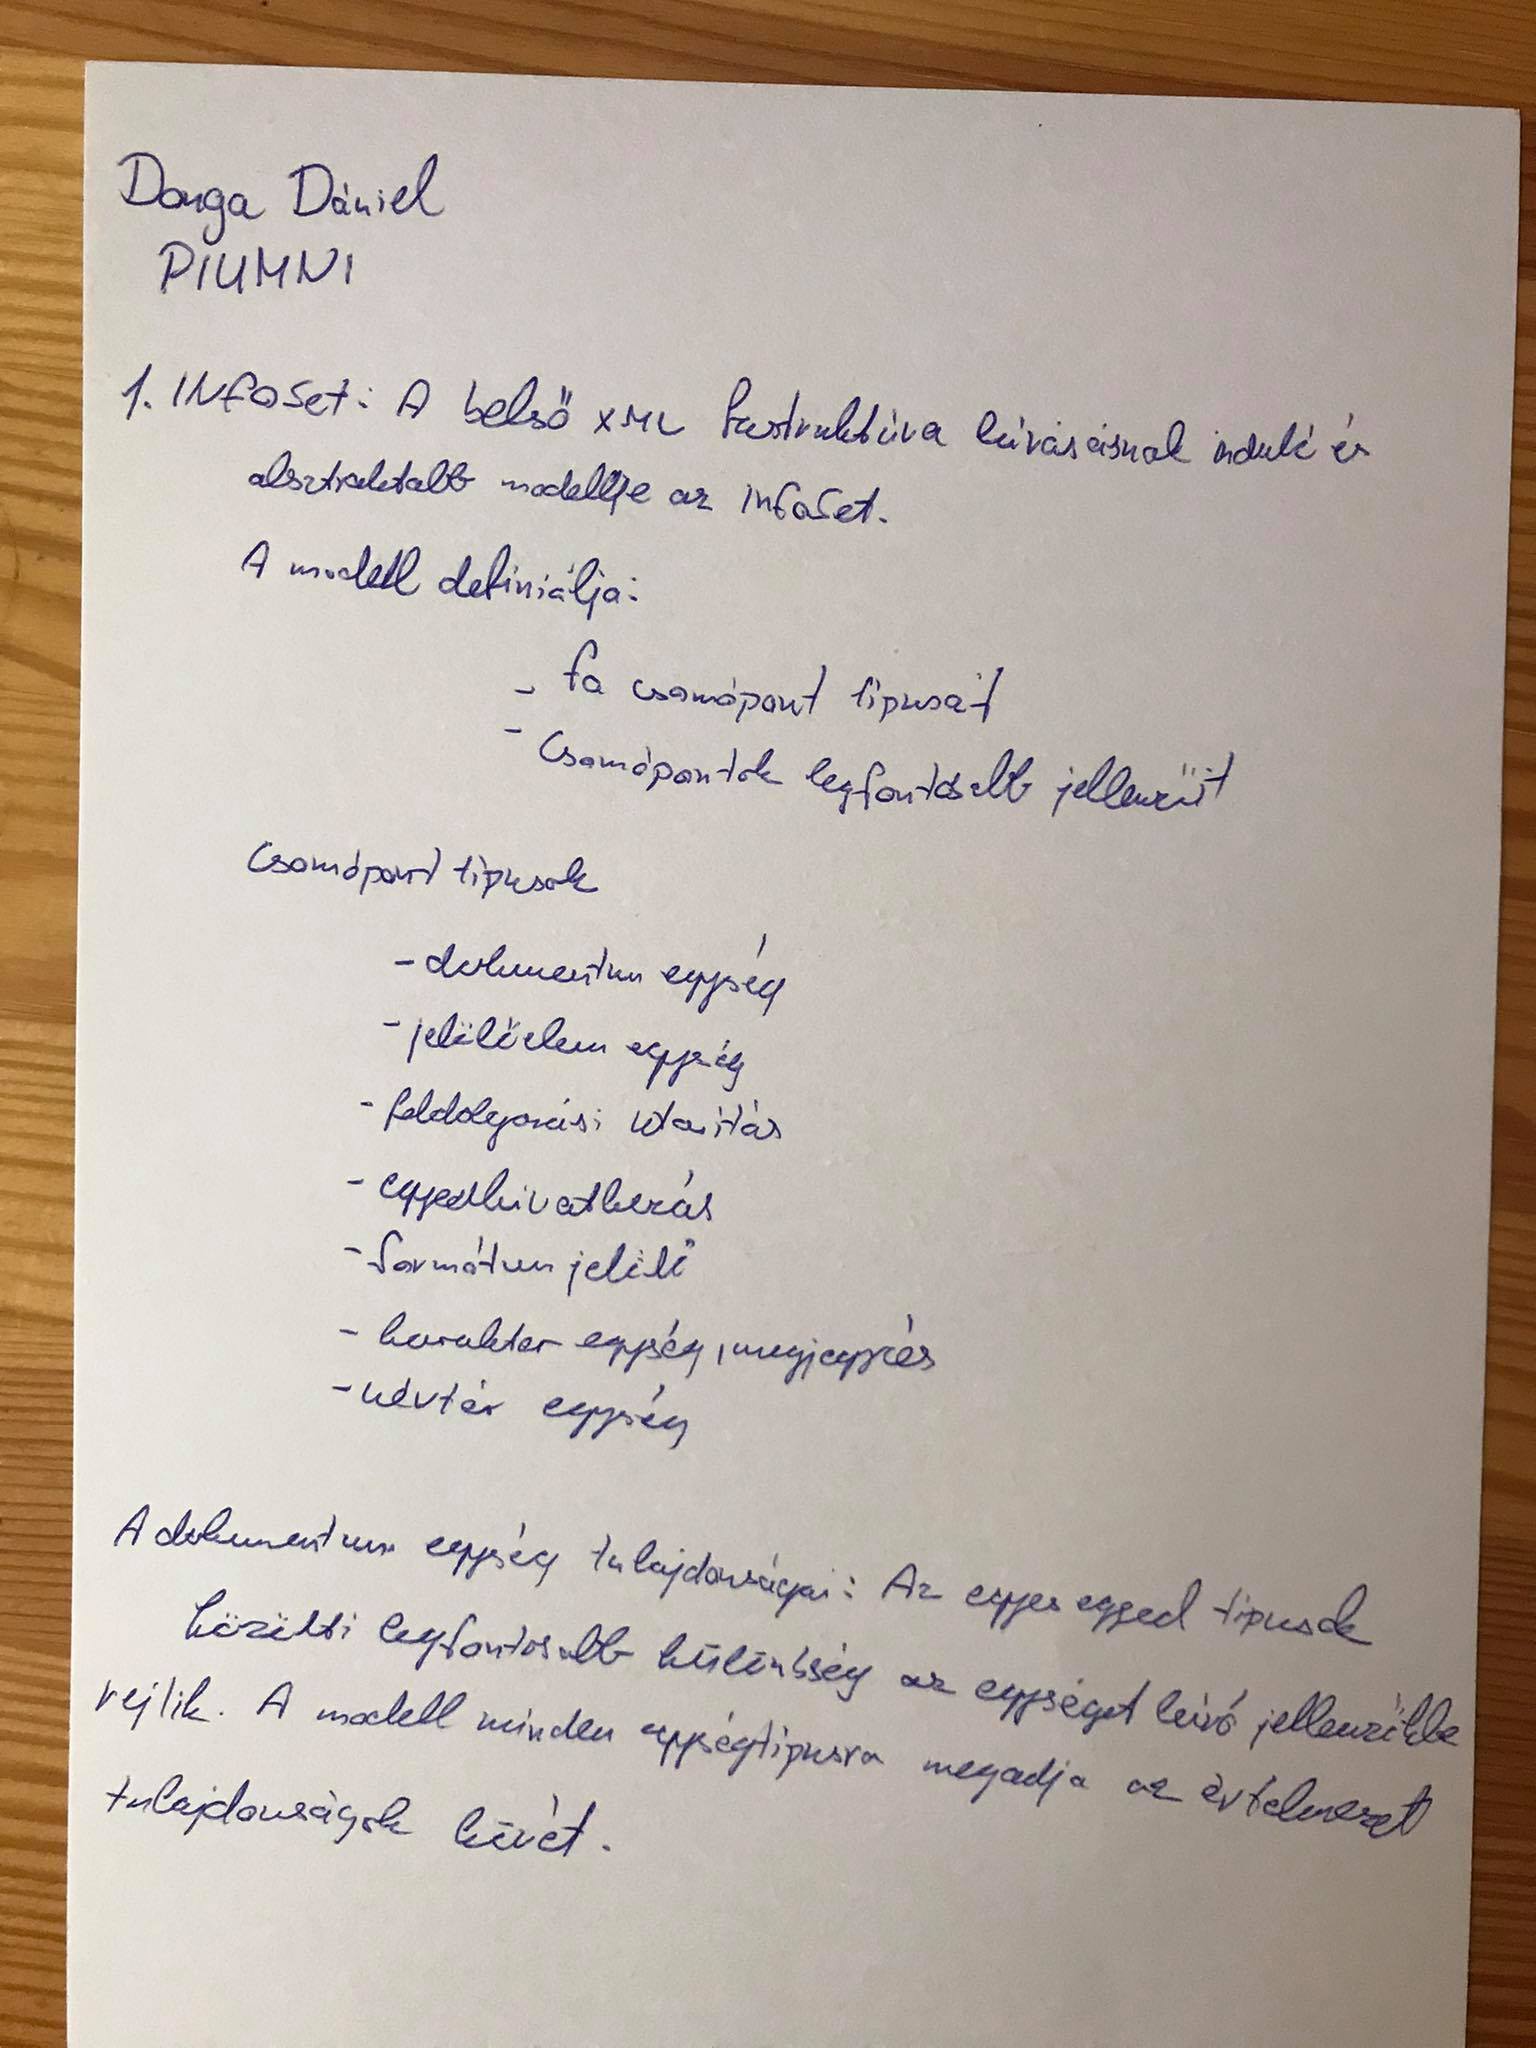 Donga Dániel
PIUMNI
1. INfoset: A belső XML fastruktúva leírásásnak induló és
absztraktabb modellje az infoset.
A modell definiálja:
- fa csomópont típusait
- Csomópontok legfontosabb jellemzőit
Csomópont típusok
- dokumentum egység
- jelölőelem egység
- feldolgozási utasítás
- egyedhivatkozás
- formátum jelölő
- karakter egység, megjegyzés
- névtér egység
A dokumentum egység tulajdonságai: Az egyes egyed típusok
közötti legfontosabb különbség az egységet leíró jellemzőkbe
rejlik. A modell minden egységtípusra megadja az értelmezet
tulajdonságok körét.